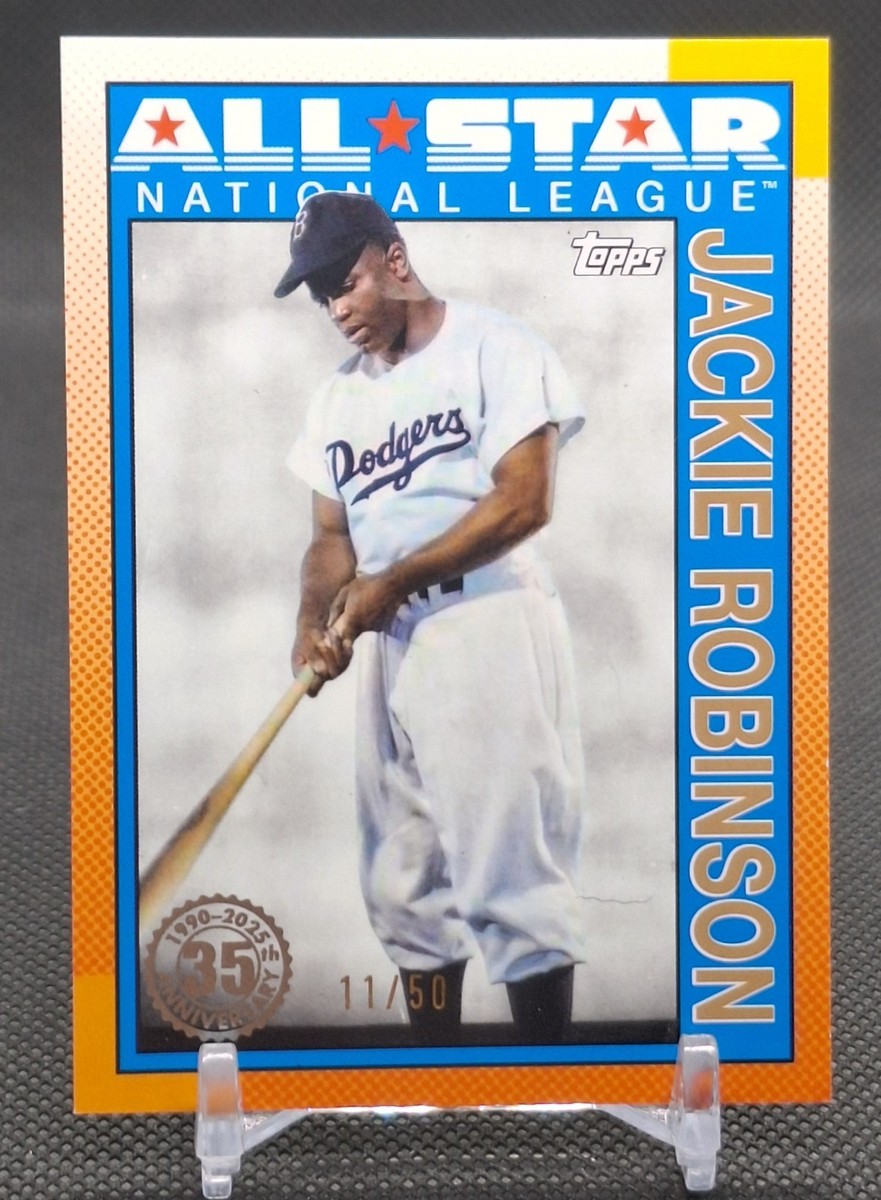 ALL★STAR
NATIONAL LEAGUE™
B
topps
JACKIE ROBINSON
Dodgers
1990-2025
35th
ANNIVERSARY
11/50